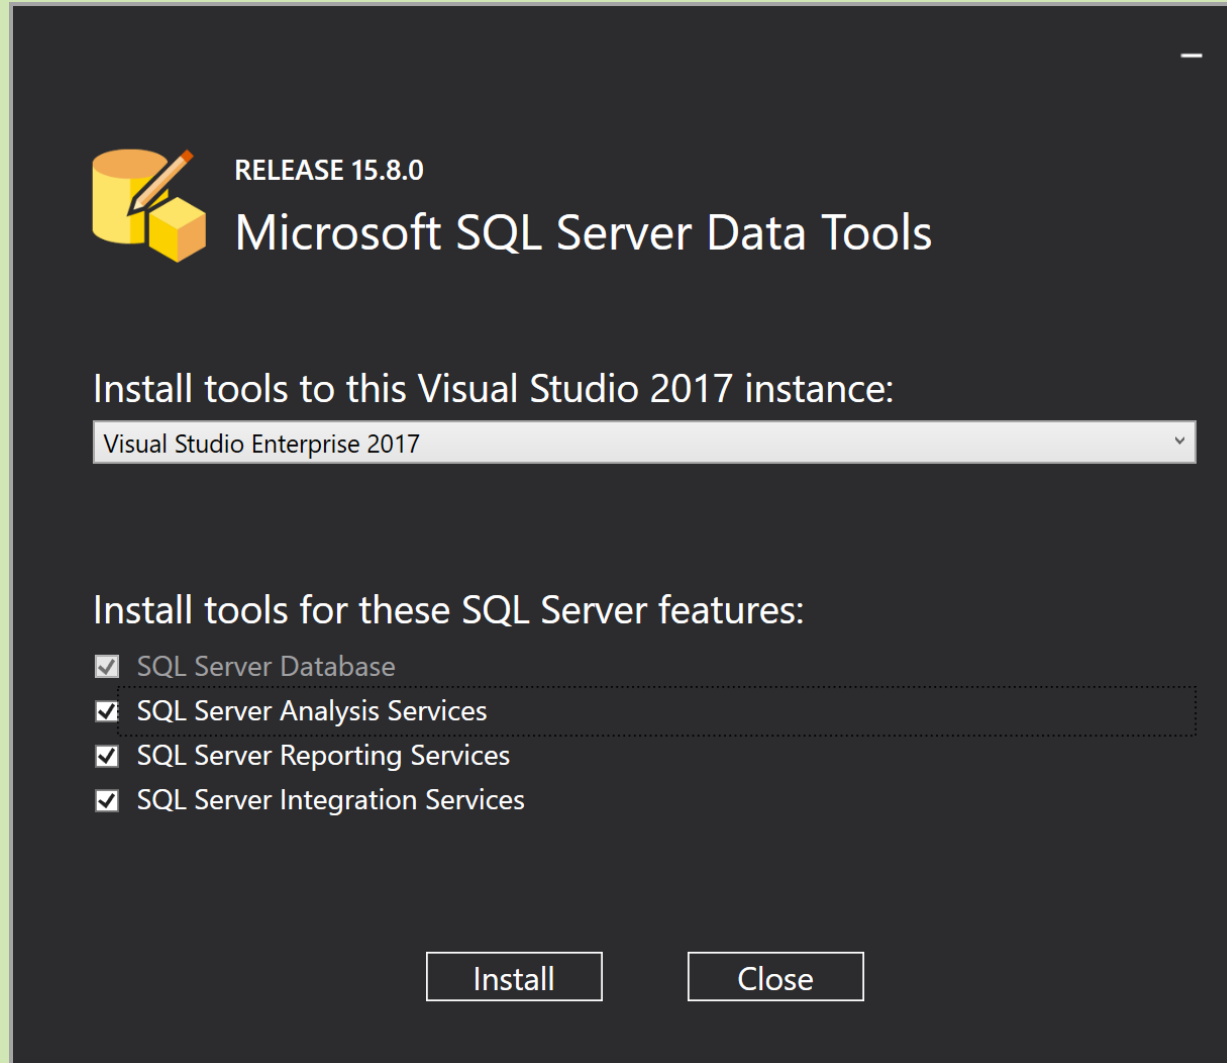 RELEASE 15.8.0
Microsoft SQL Server Data Tools
Install tools to this Visual Studio 2017 instance:
Visual Studio Enterprise 2017
Install tools for these SQL Server features:
SQL Server Database
SQL Server Analysis Services
SQL Server Reporting Services
SQL Server Integration Services
Install
Close